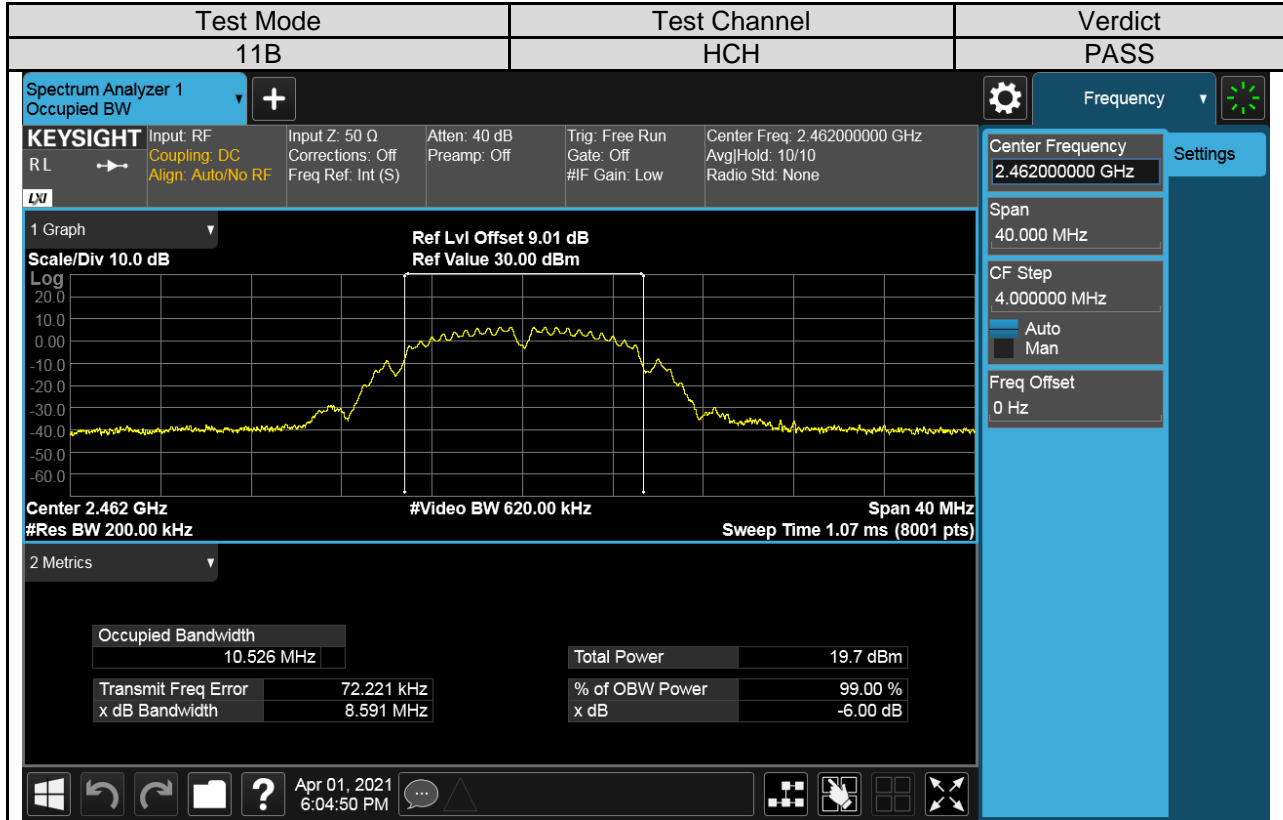 Test Mode Test Channel Verdict
11B HCH PASS
Spectrum Analyzer 1
Occupied BW
Frequency
KEYSIGHT Input: RF Input Z: 50 Ω Atten: 40 dB Trig: Free Run Center Freq: 2.462000000 GHz
RL Coupling: DC Corrections: Off Preamp: Off Gate: Off Avg|Hold: 10/10
Align: Auto/No RF Freq Ref: Int (S) #IF Gain: Low Radio Std: None
LXI
Center Frequency
2.462000000 GHz
Settings
Span
40.000 MHz
CF Step
4.000000 MHz
Auto
Man
Freq Offset
0 Hz
1 Graph
Ref Lvl Offset 9.01 dB
Scale/Div 10.0 dB Ref Value 30.00 dBm
Log
20.0
10.0
0.00
-10.0
-20.0
-30.0
-40.0
-50.0
-60.0
Center 2.462 GHz #Video BW 620.00 kHz Span 40 MHz
#Res BW 200.00 kHz Sweep Time 1.07 ms (8001 pts)
2 Metrics
Occupied Bandwidth
10.526 MHz Total Power 19.7 dBm
Transmit Freq Error 72.221 kHz % of OBW Power 99.00 %
x dB Bandwidth 8.591 MHz x dB -6.00 dB
? Apr 01, 2021
6:04:50 PM